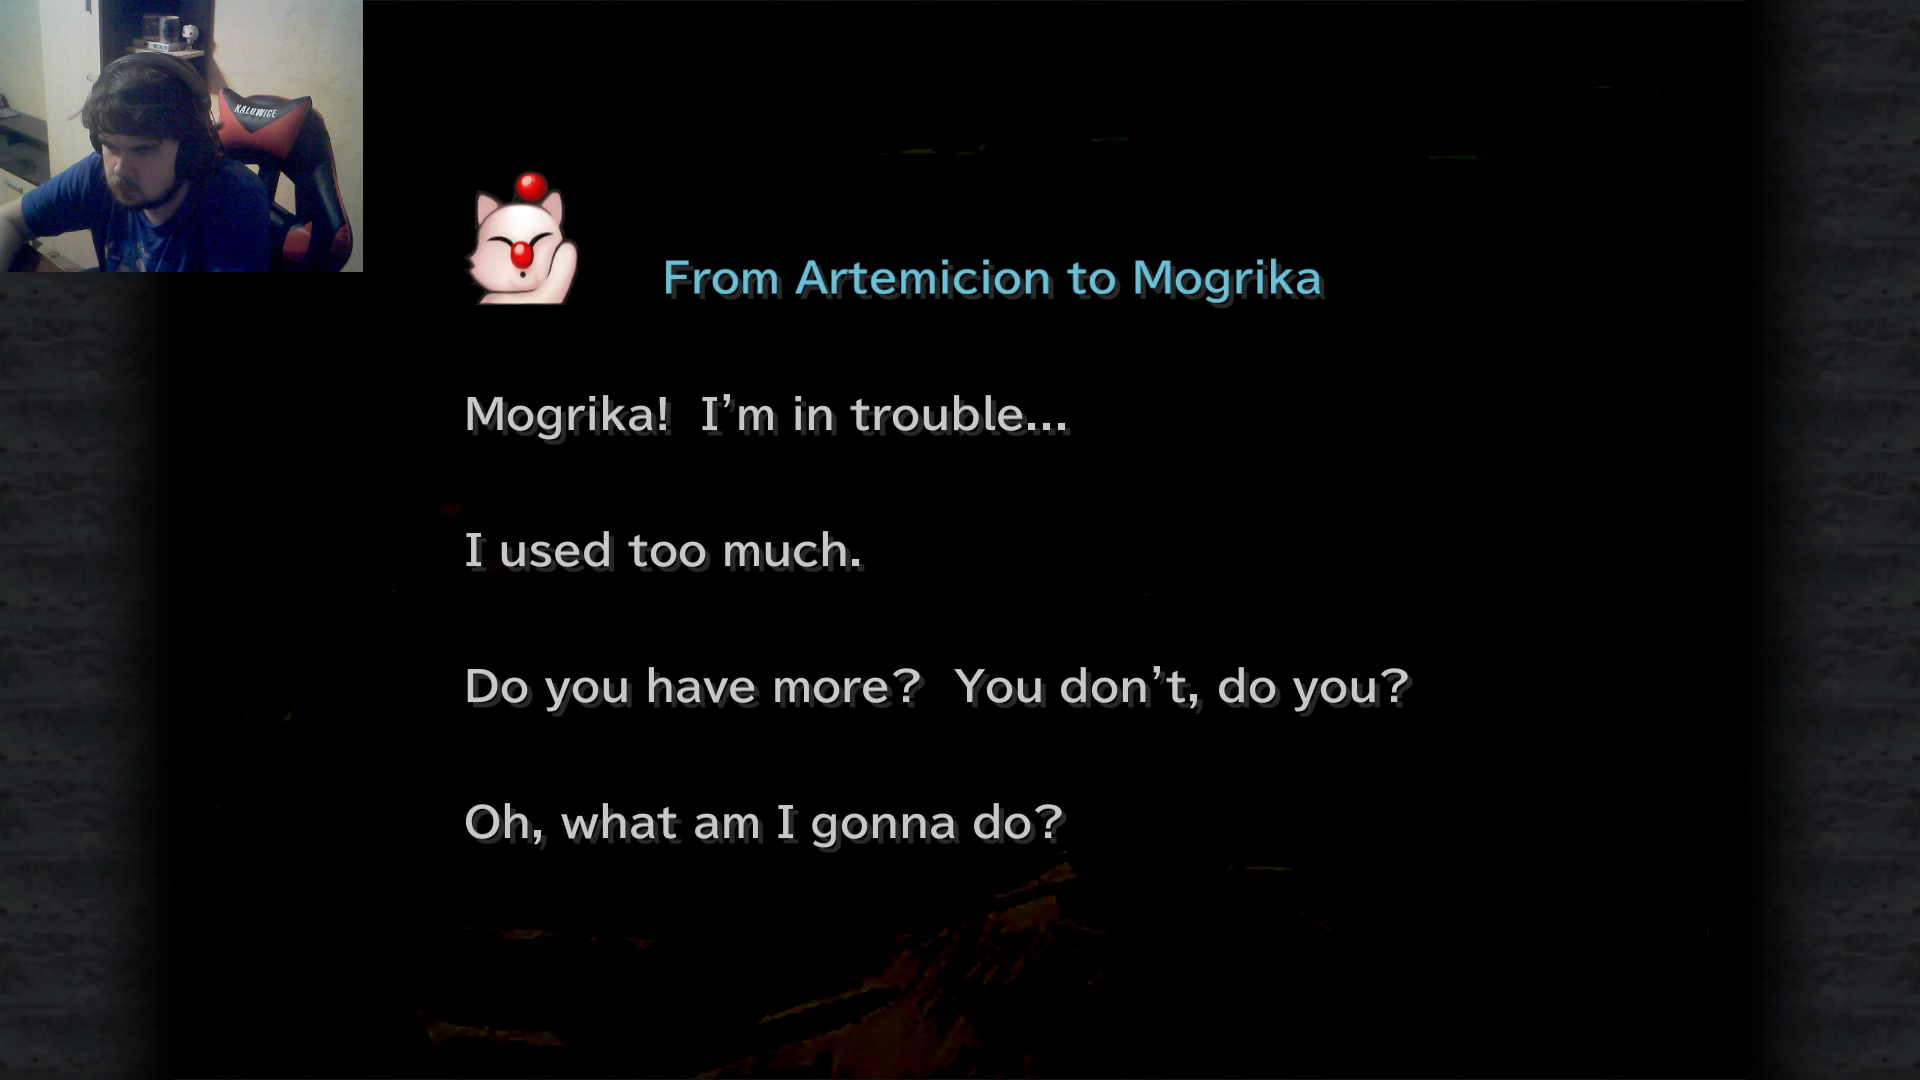 KALOWICE
From Artemicion to Mogrika
Mogrika!  I'm in trouble...
I used too much.
Do you have more?  You don't, do you?
Oh, what am I gonna do?